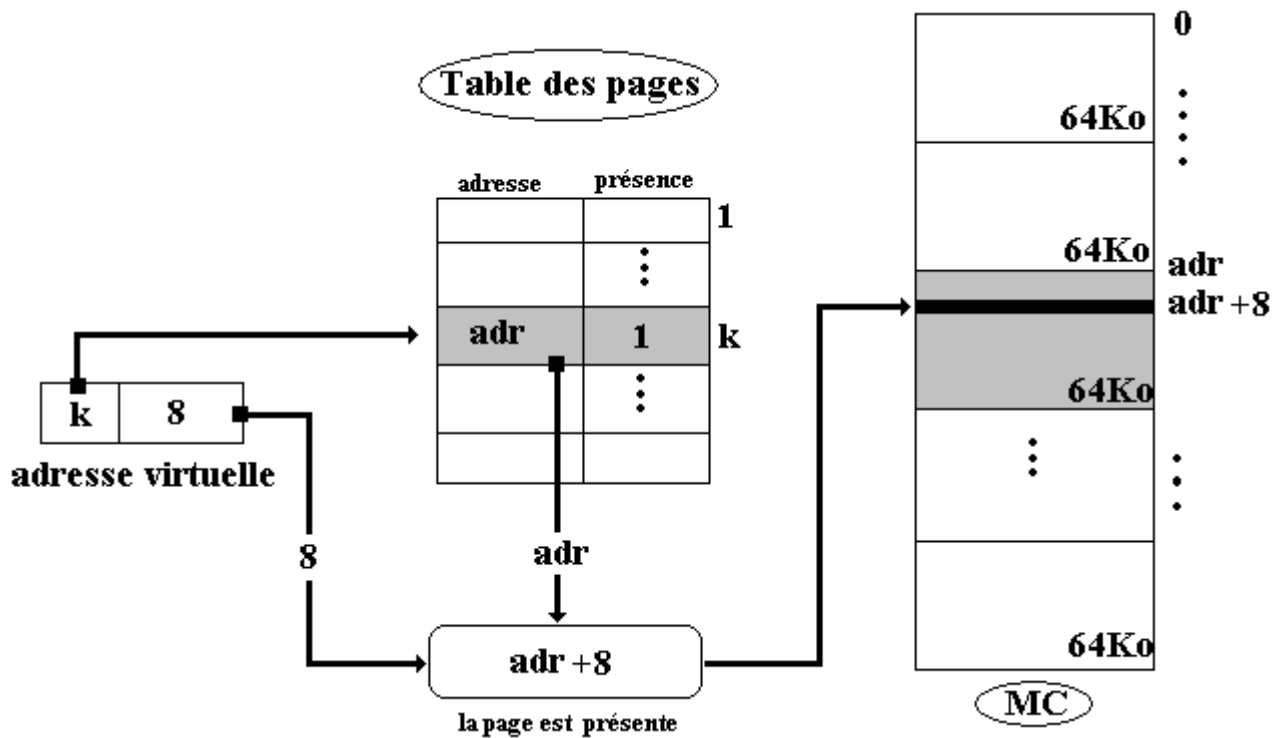 Table des pages
adresse
présence
1
adr
1
k
k
8
adresse virtuelle
8
adr
adr +8
la page est présente
0
64Ko
64Ko
adr
adr +8
64Ko
64Ko
MC